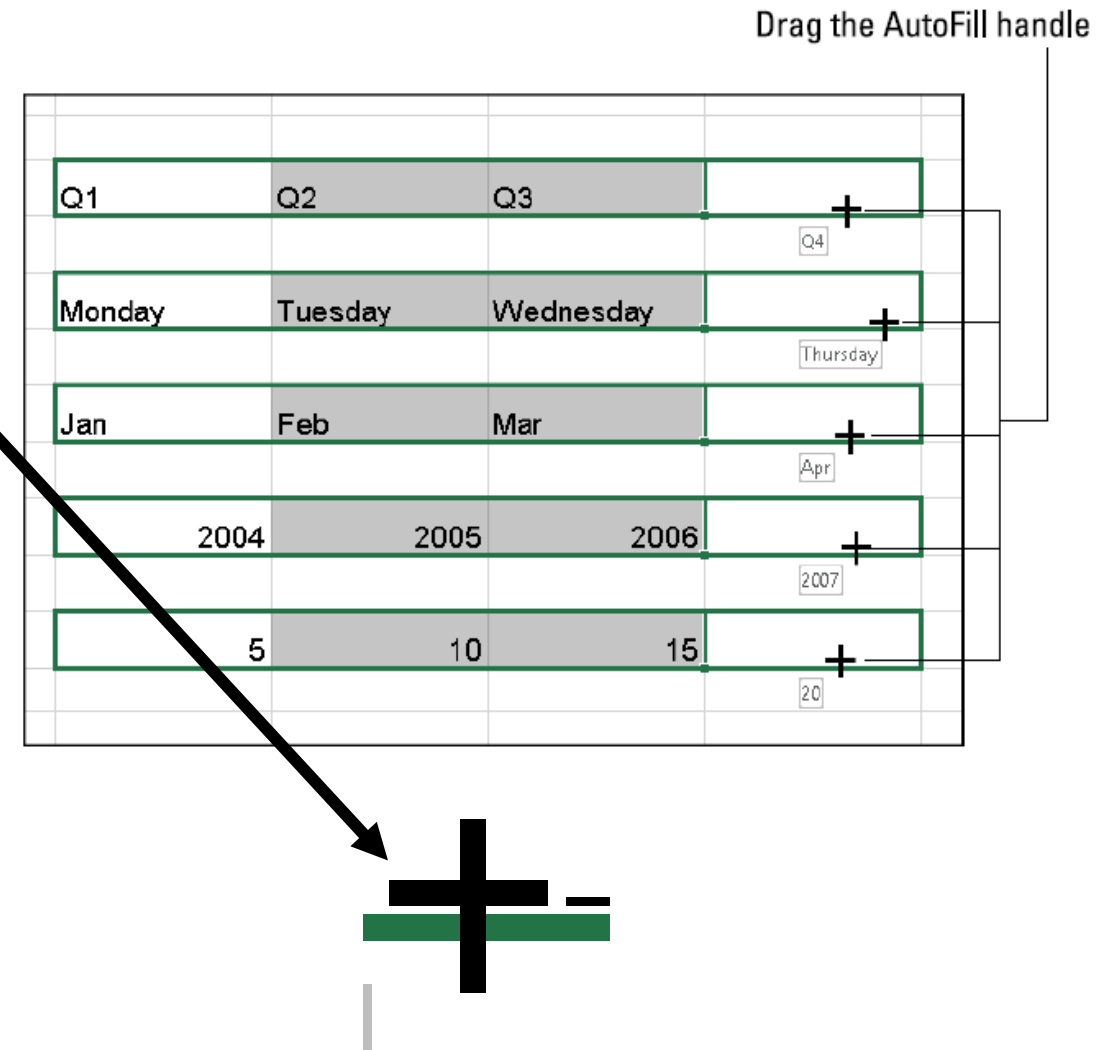 Drag the AutoFill handle
Q1 Q2 Q3
Q4
Monday Tuesday Wednesday
Thursday
Jan Feb Mar
Apr
2004 2005 2006
2007
5 10 15
20